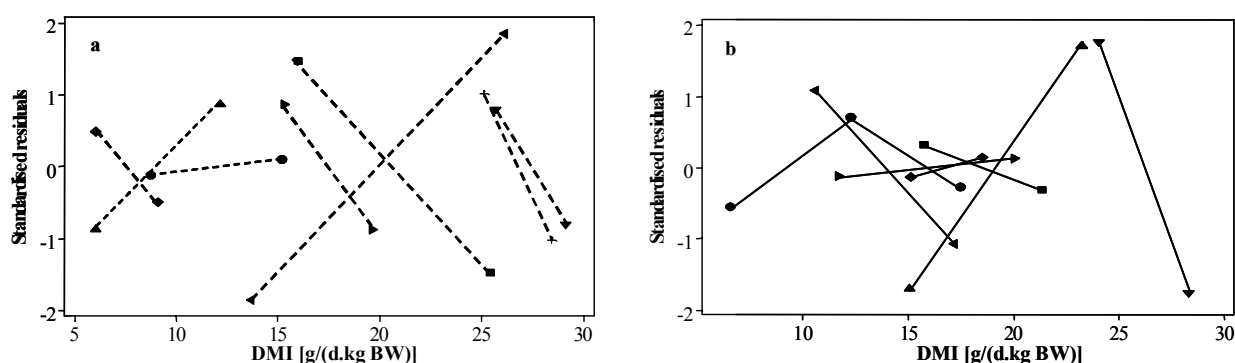 a
2
1
0
-1
-2
Standardised residuals
5 10 15 20 25 30
DMI [g/(d.kg BW)]
b
2
1
0
-1
-2
Standardised residuals
10 15 20 25 30
DMI [g/(d.kg BW)]